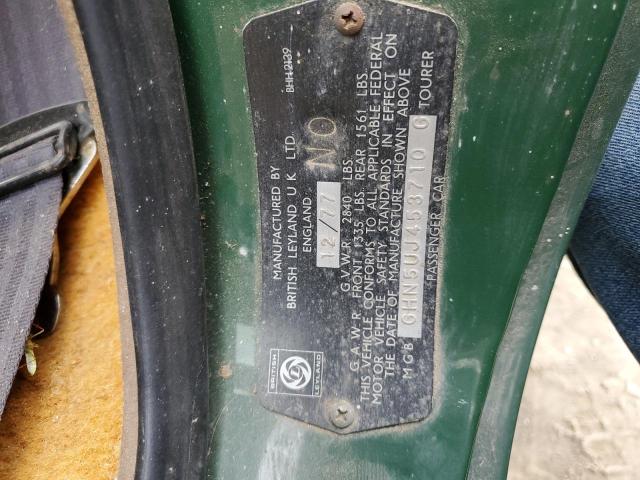 MANUFACTURED BY
BRITISH LEYLAND U K LTD. BHH2139
ENGLAND
12/77 NO
G.V.W.R. 2840 LBS.
G.A.W.R. FRONT 1335 LBS. REAR 1561 LBS.
THIS VEHICLE CONFORMS TO ALL APPLICABLE FEDERAL
MOTOR VEHICLE SAFETY STANDARDS IN EFFECT ON
THE DATE OF MANUFACTURE SHOWN ABOVE
MGB GHN5UJ453710 G TOURER
PASSENGER CAR
BRITISH
LEYLAND